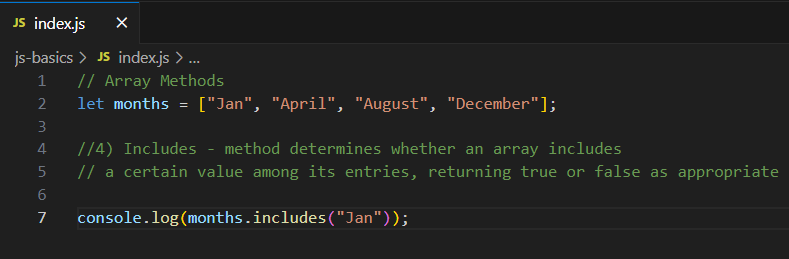 JS index.js ×
js-basics > JS index.js > ...
1 // Array Methods
2 let months = ["Jan", "April", "August", "December"];
3
4 //4) Includes - method determines whether an array includes
5 // a certain value among its entries, returning true or false as appropriate
6
7 console.log(months.includes("Jan"));